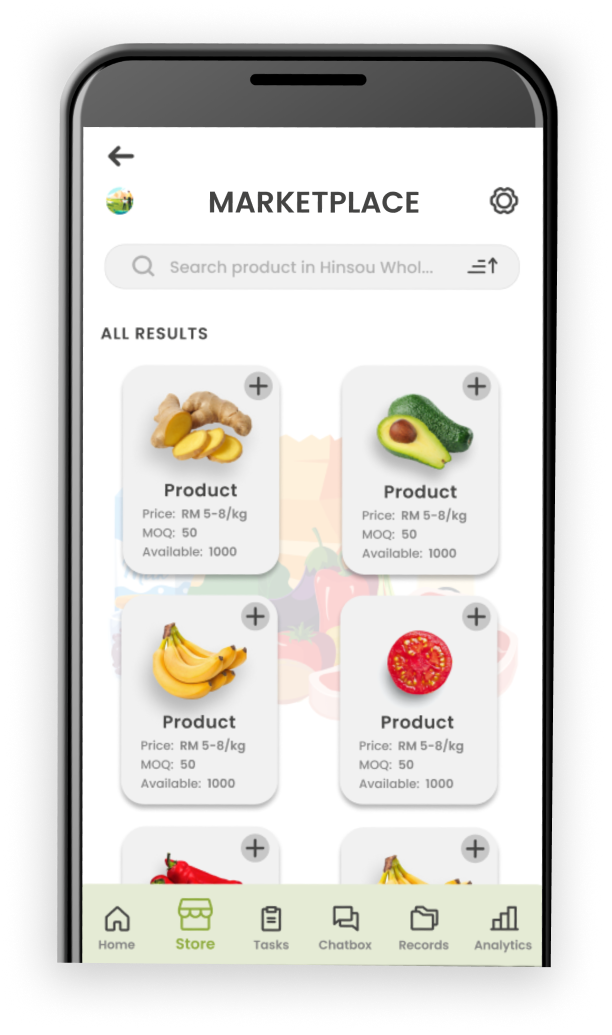 MARKETPLACE
Search product in Hinsou Whol...
ALL RESULTS
Product
Price: RM 5-8/kg
MOQ: 50
Available: 1000
Product
Price: RM 5-8/kg
MOQ: 50
Available: 1000
Product
Price: RM 5-8/kg
MOQ: 50
Available: 1000
Product
Price: RM 5-8/kg
MOQ: 50
Available: 1000
Home
Store
Tasks
Chatbox
Records
Analytics